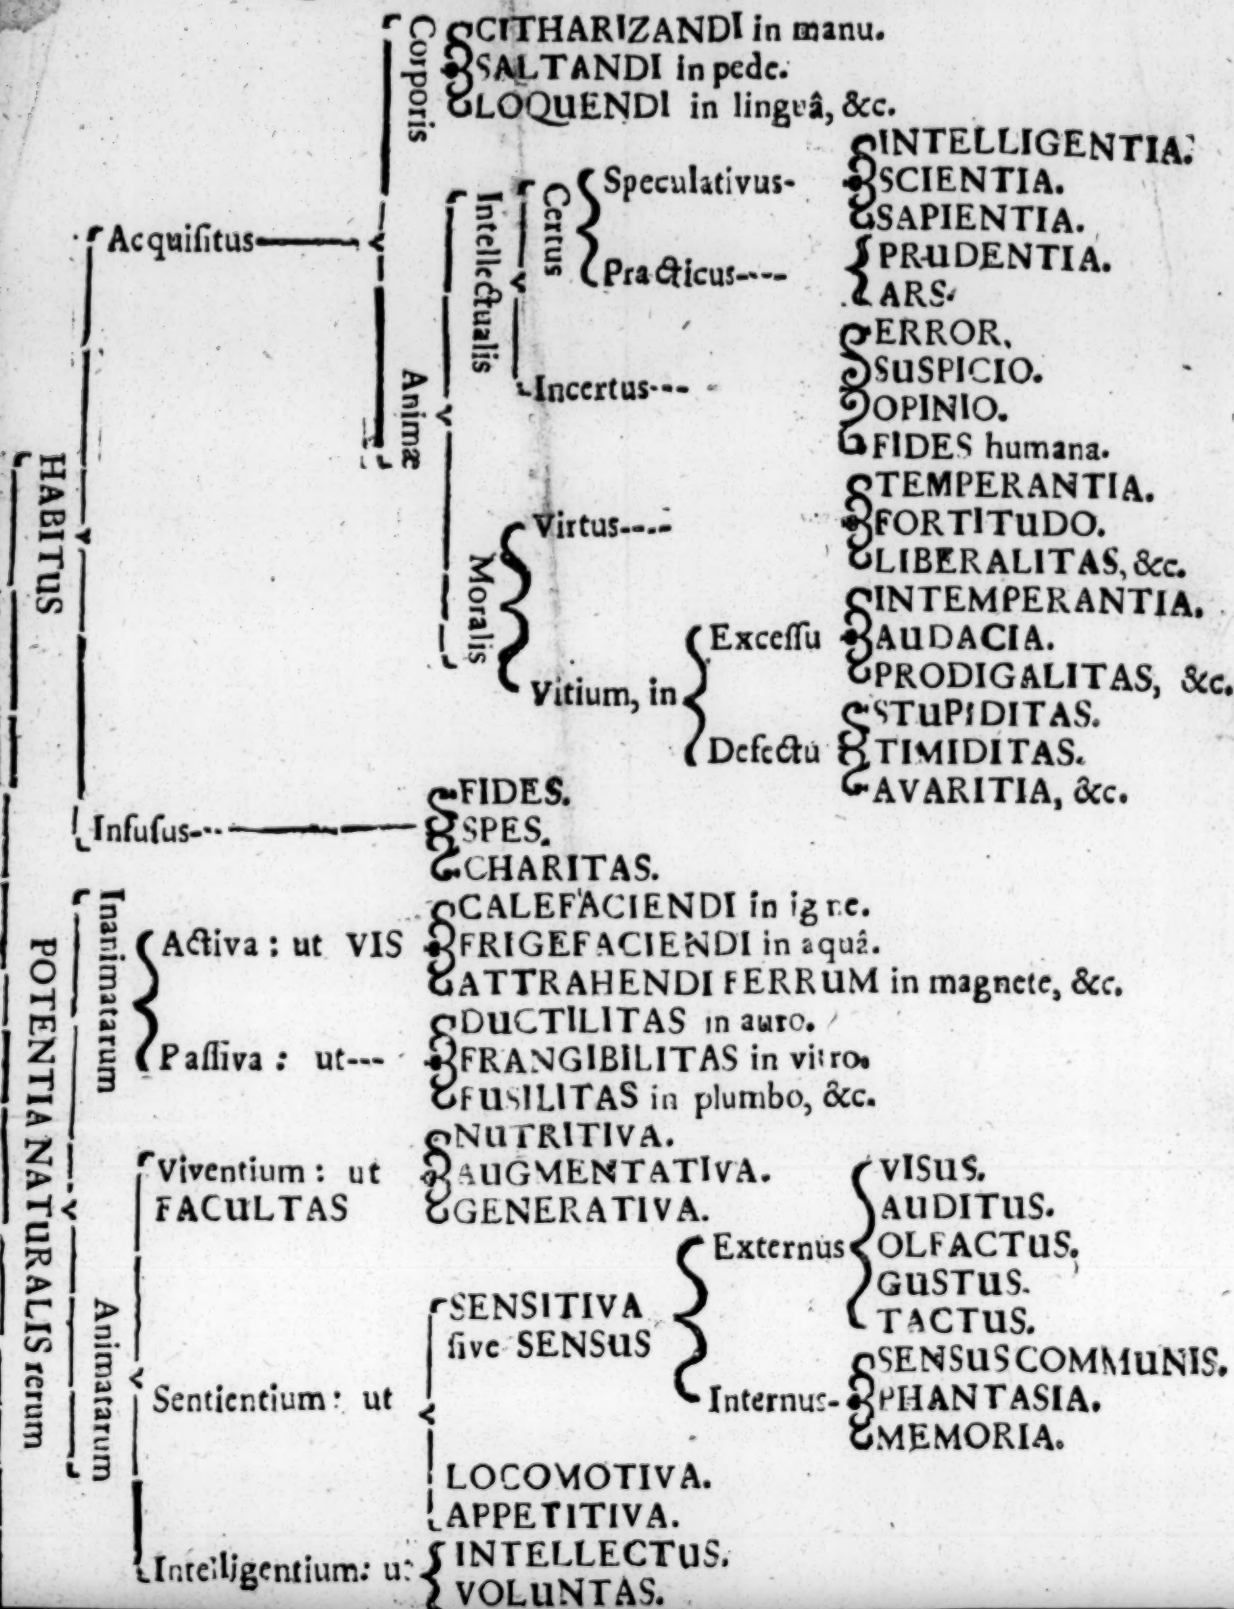 HABITUS
Acquiſitus
Corporis
CITHARIZANDI in manu.
SALTANDI in pede.
LOQUENDI in linguâ, &c.
Animæ
Intellectualis
Certus
Speculativus-
INTELLIGENTIA.
SCIENTIA.
SAPIENTIA.
Practicus----
PRUDENTIA.
ARS.
Incertus---
ERROR.
SUSPICIO.
OPINIO.
FIDES humana.
Moralis
Virtus----
TEMPERANTIA.
FORTITUDO.
LIBERALITAS, &c.
Vitium, in
Exceſſu
INTEMPERANTIA.
AUDACIA.
PRODIGALITAS, &c.
Defectu
STUPIDITAS.
TIMIDITAS.
AVARITIA, &c.
Infuſus---
FIDES.
SPES.
CHARITAS.
POTENTIA NATURALIS rerum
Inanimatarum
Activa : ut VIS
CALEFACIENDI in igne.
FRIGEFACIENDI in aquâ.
ATTRAHENDI FERRUM in magnete, &c.
Paſſiva : ut---
DUCTILITAS in auro.
FRANGIBILITAS in vitro.
FUSILITAS in plumbo, &c.
Animatarum
Viventium : ut
FACULTAS
NUTRITIVA.
AUGMENTATIVA.
GENERATIVA.
Sentientium : ut
SENSITIVA
ſive SENSUS
Externus
VISUS.
AUDITUS.
OLFACTUS.
GUSTUS.
TACTUS.
Internus-
SENSUS COMMUNIS.
PHANTASIA.
MEMORIA.
LOCOMOTIVA.
APPETITIVA.
Intelligentium: ut
INTELLECTUS.
VOLUNTAS.